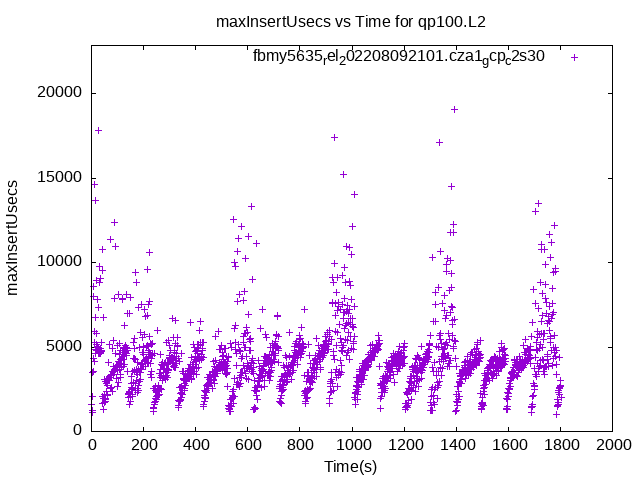 maxInsertUsecs vs Time for qp100.L2
fbmy5635rel202208092101.cza1gcpc2s30
20000
15000
10000
5000
0
maxInsertUsecs
0 200 400 600 800 1000 1200 1400 1600 1800 2000
Time(s)